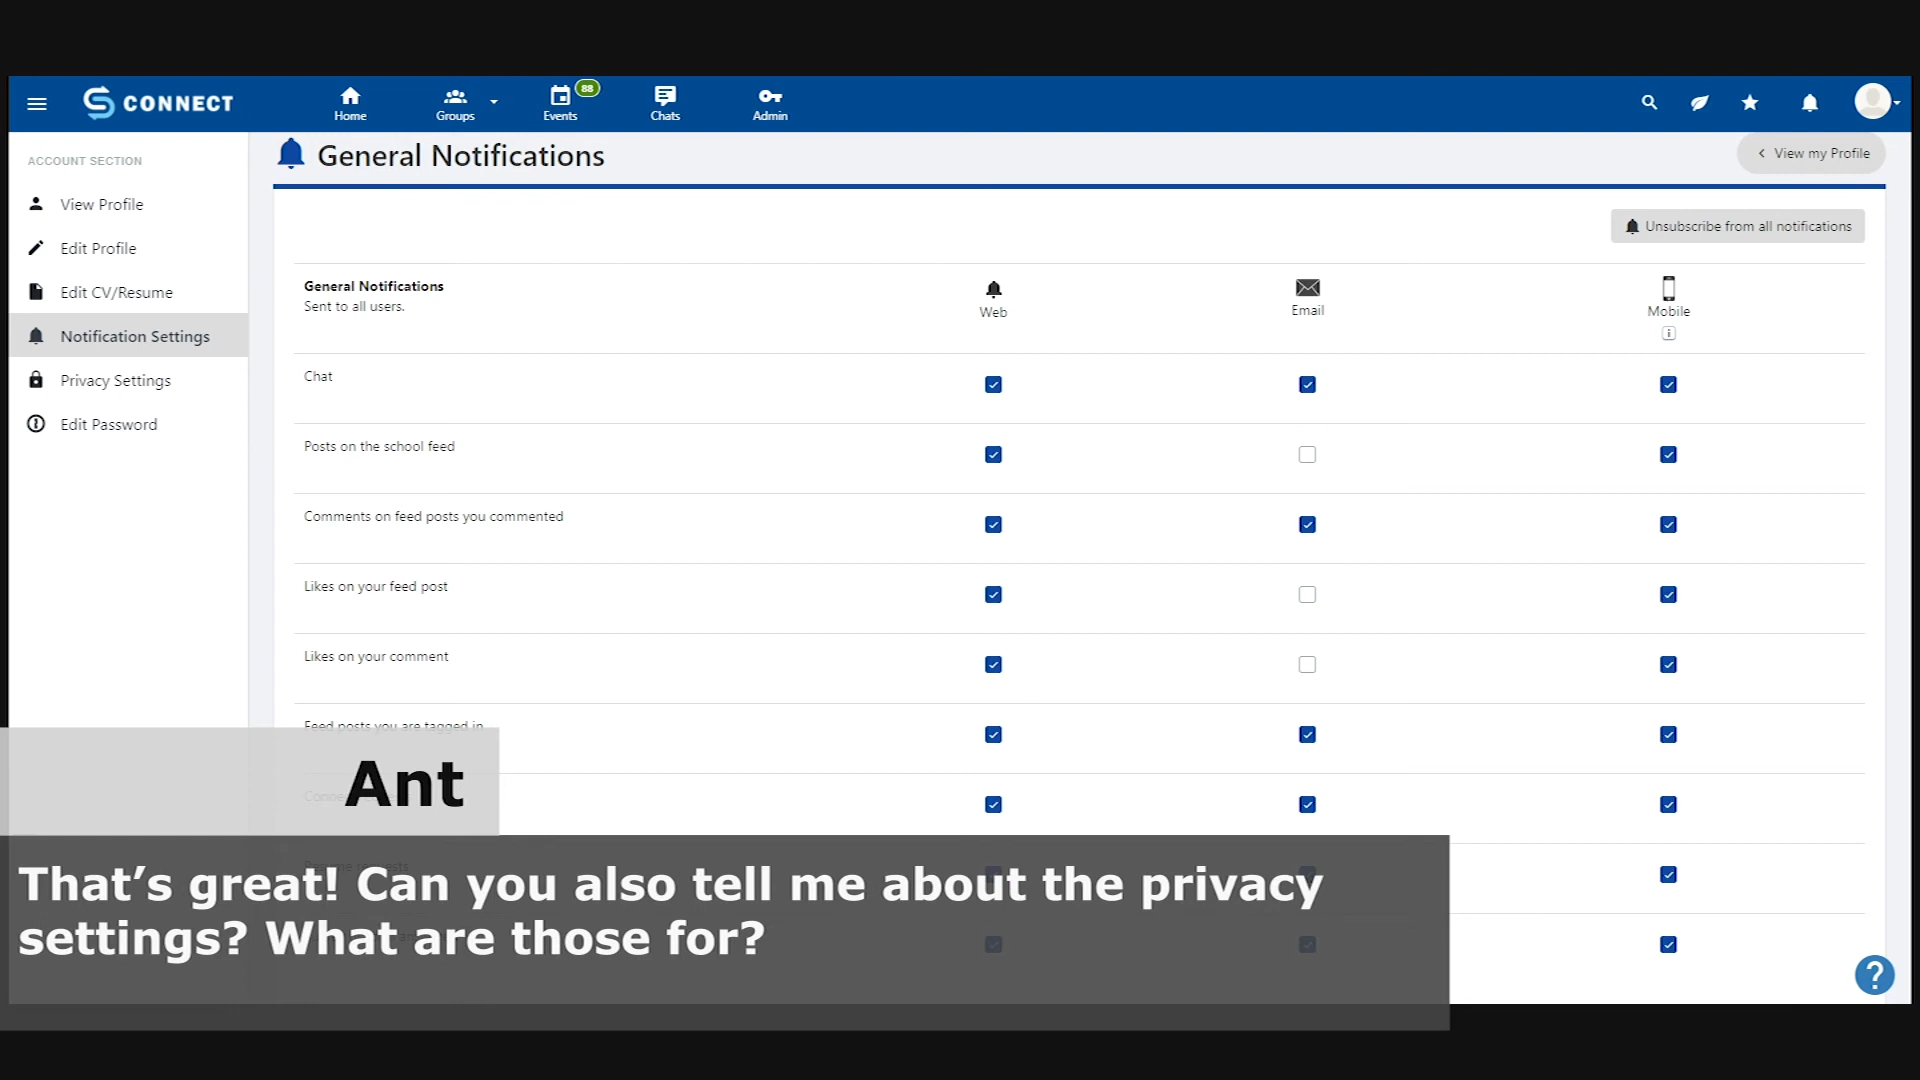 CONNECT
Home
Groups
88
Events
Chats
Admin
ACCOUNT SECTION
View Profile
Edit Profile
Edit CV/Resume
Notification Settings
Privacy Settings
Edit Password
General Notifications
View my Profile
Unsubscribe from all notifications
General Notifications
Sent to all users.
Web
Email
Mobile
i
Chat
Posts on the school feed
Comments on feed posts you commented
Likes on your feed post
Likes on your comment
Feed posts you are tagged in
Ant
That’s great! Can you also tell me about the privacy
settings? What are those for?
?